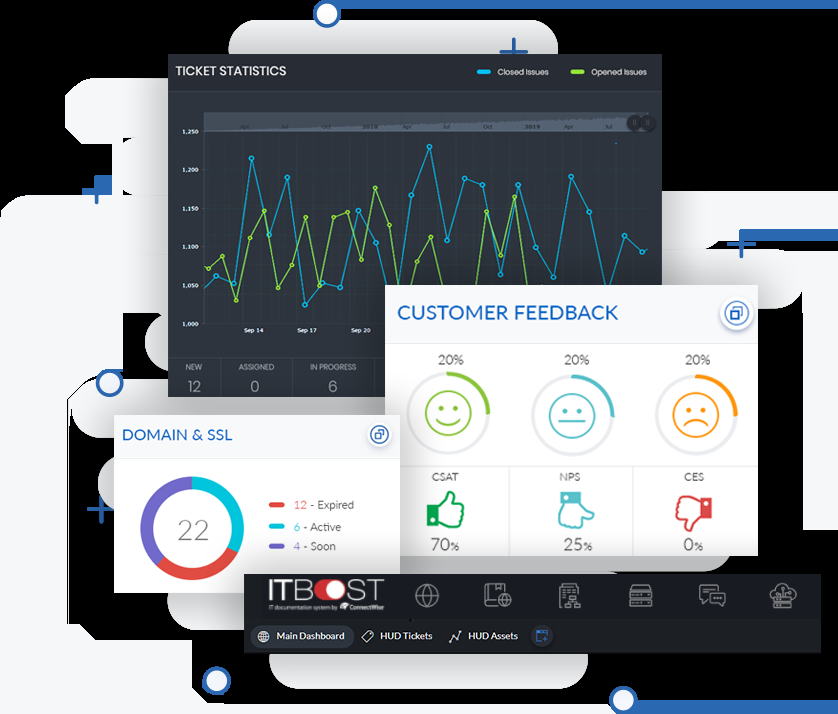 TICKET STATISTICS
Closed Issues
Opened Issues
Apr Jul Oct 2018 Apr Jul Oct 2019 Apr Jul
1,250
1,200
1,150
1,100
1,050
1,000
Sep 14 Sep 17 Sep 20
NEW ASSIGNED IN PROGRESS
12 0 6
CUSTOMER FEEDBACK
20% 20% 20%
CSAT NPS CES
70% 25% 0%
DOMAIN & SSL
22
12 - Expired
6 - Active
4 - Soon
ITBOOST
IT documentation system by ConnectWise
Main Dashboard HUD Tickets HUD Assets